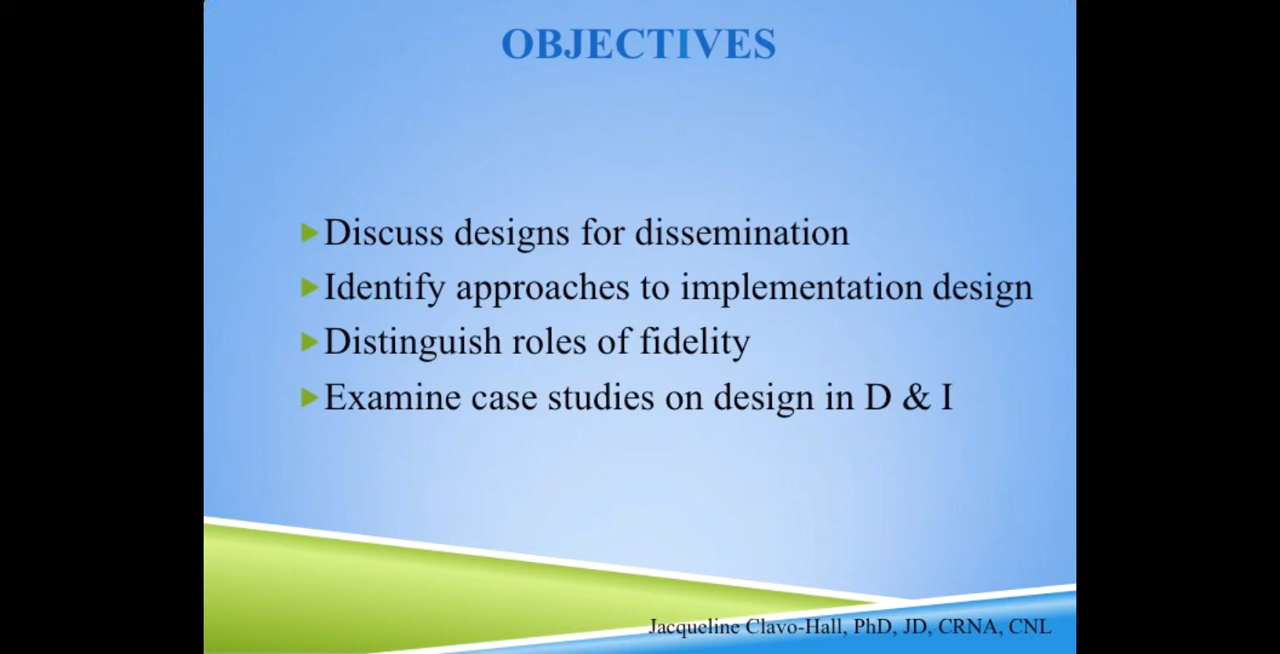 OBJECTIVES
Discuss designs for dissemination
Identify approaches to implementation design
Distinguish roles of fidelity
Examine case studies on design in D & I
Jacqueline Clavo-Hall, PhD, JD, CRNA, CNL